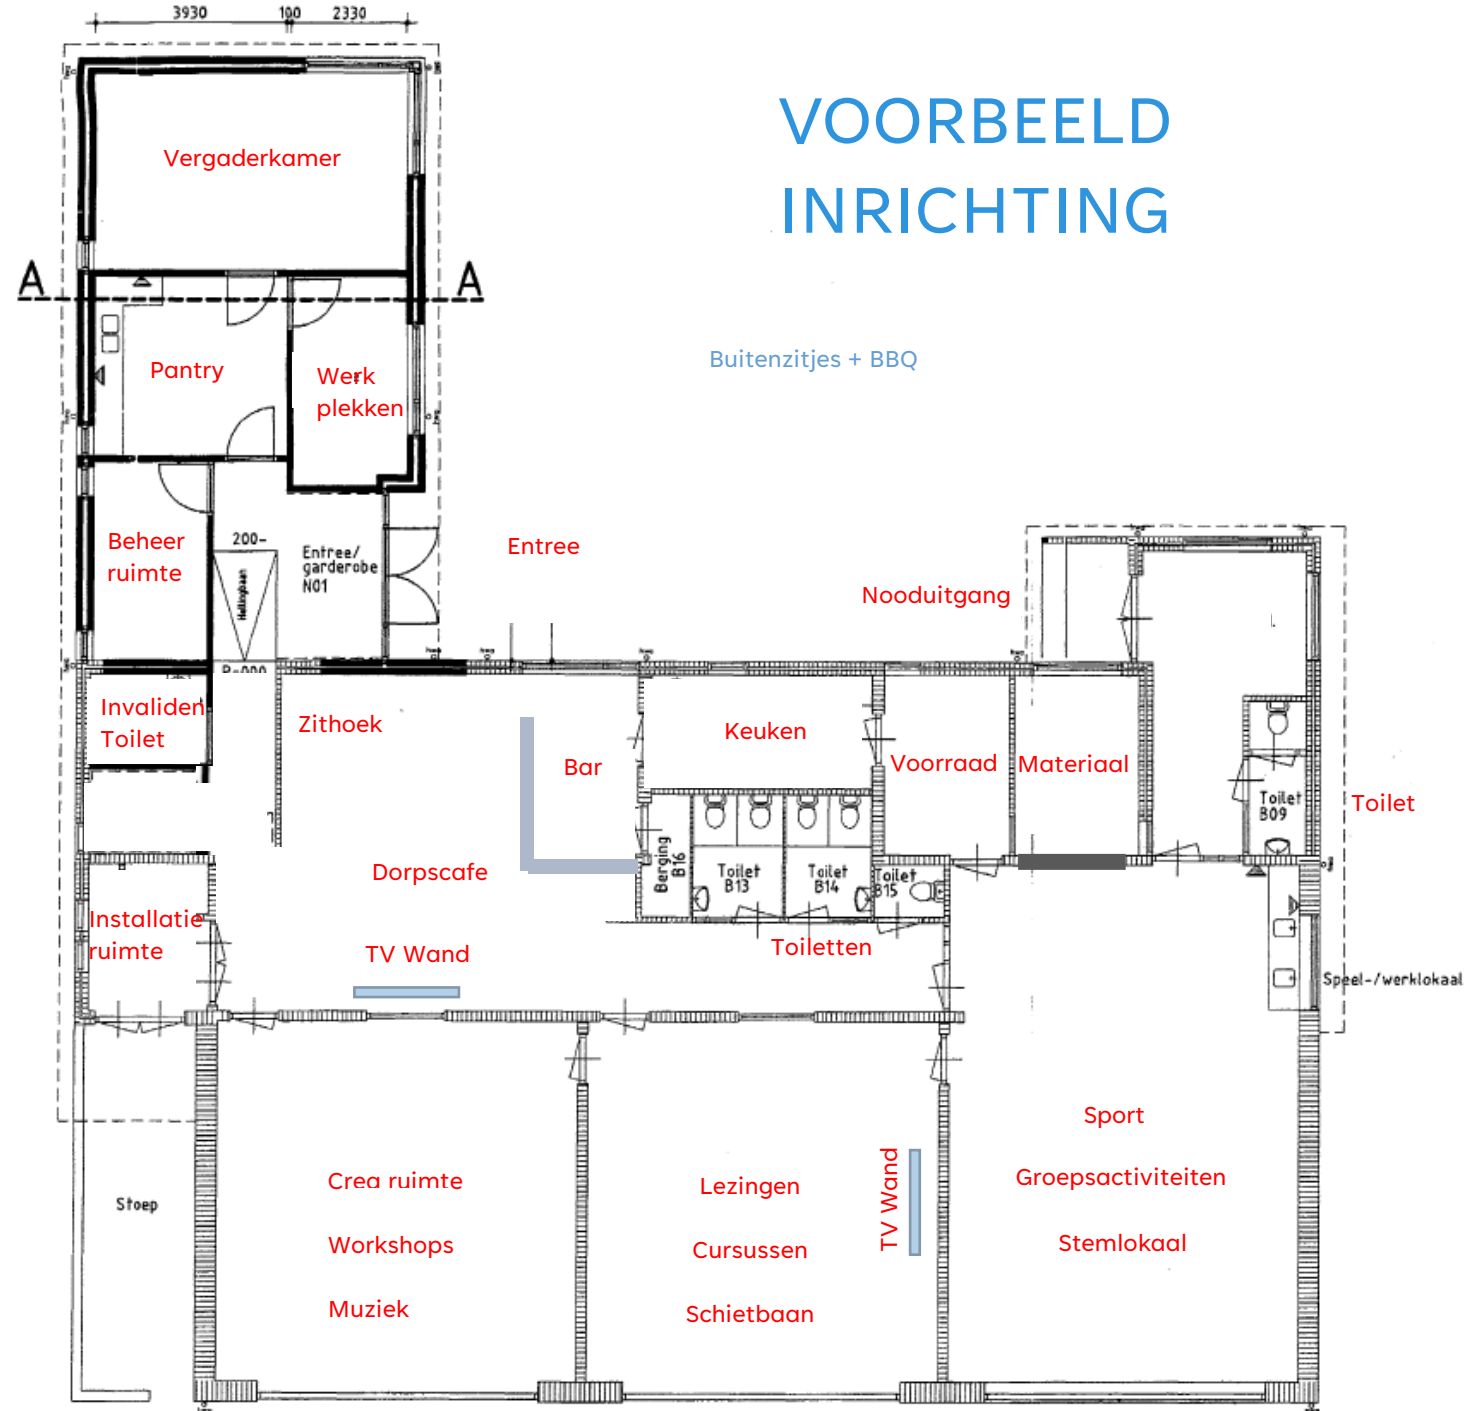 3930 100 2330
VOORBEELD
INRICHTING
Vergaderkamer
A A
Buitenzitjes + BBQ
Pantry
Werk
plekken
Beheer
ruimte
200-
Hellingbaan
Entree/
garderobe
N01
Entree
Nooduitgang
Invaliden
Toilet
Zithoek
Bar
Keuken
Voorraad
Materiaal
Toilet
B09
Toilet
Dorpscafe
Berging
B16
Toilet
B13
Toilet
B14
Toilet
B15
Installatie
ruimte
TV Wand
Toiletten
Speel-/werklokaal
Stoep
Crea ruimte
Workshops
Muziek
Lezingen
Cursussen
Schietbaan
TV Wand
Sport
Groepsactiviteiten
Stemlokaal